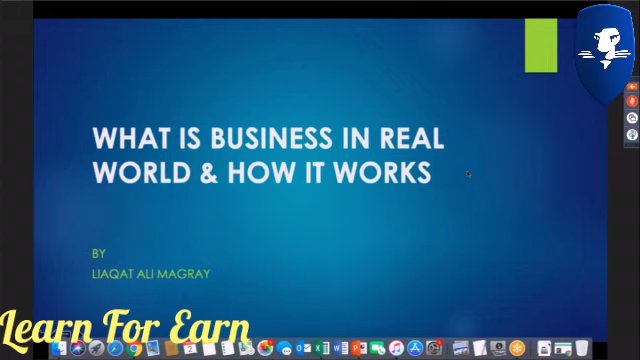 WHAT IS BUSINESS IN REAL
WORLD & HOW IT WORKS
BY
LIAQAT ALI MAGRAY
Learn For Earn